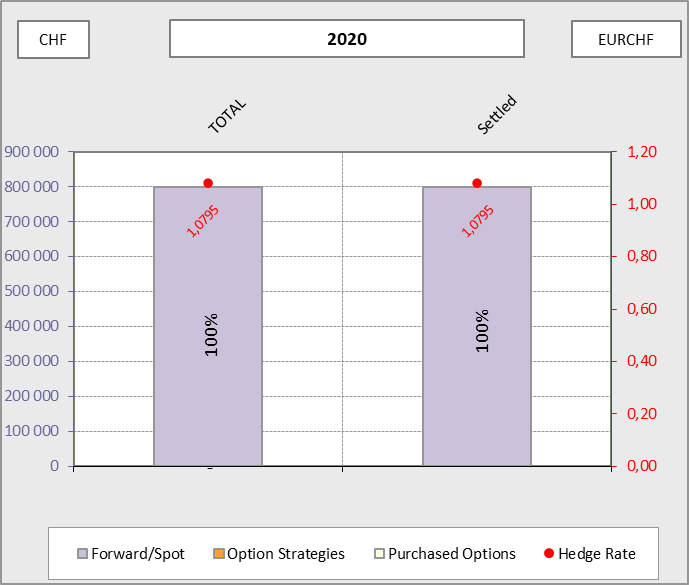 CHF 2020 EURCHF
TOTAL Settled
900 000 1,20
800 000
700 000 1,00
600 000 0,80
500 000
400 000 0,60
300 000 0,40
200 000 0,20
100 000
0 0,00
1,0795 1,0795
100% 100%
Forward/Spot Option Strategies Purchased Options Hedge Rate